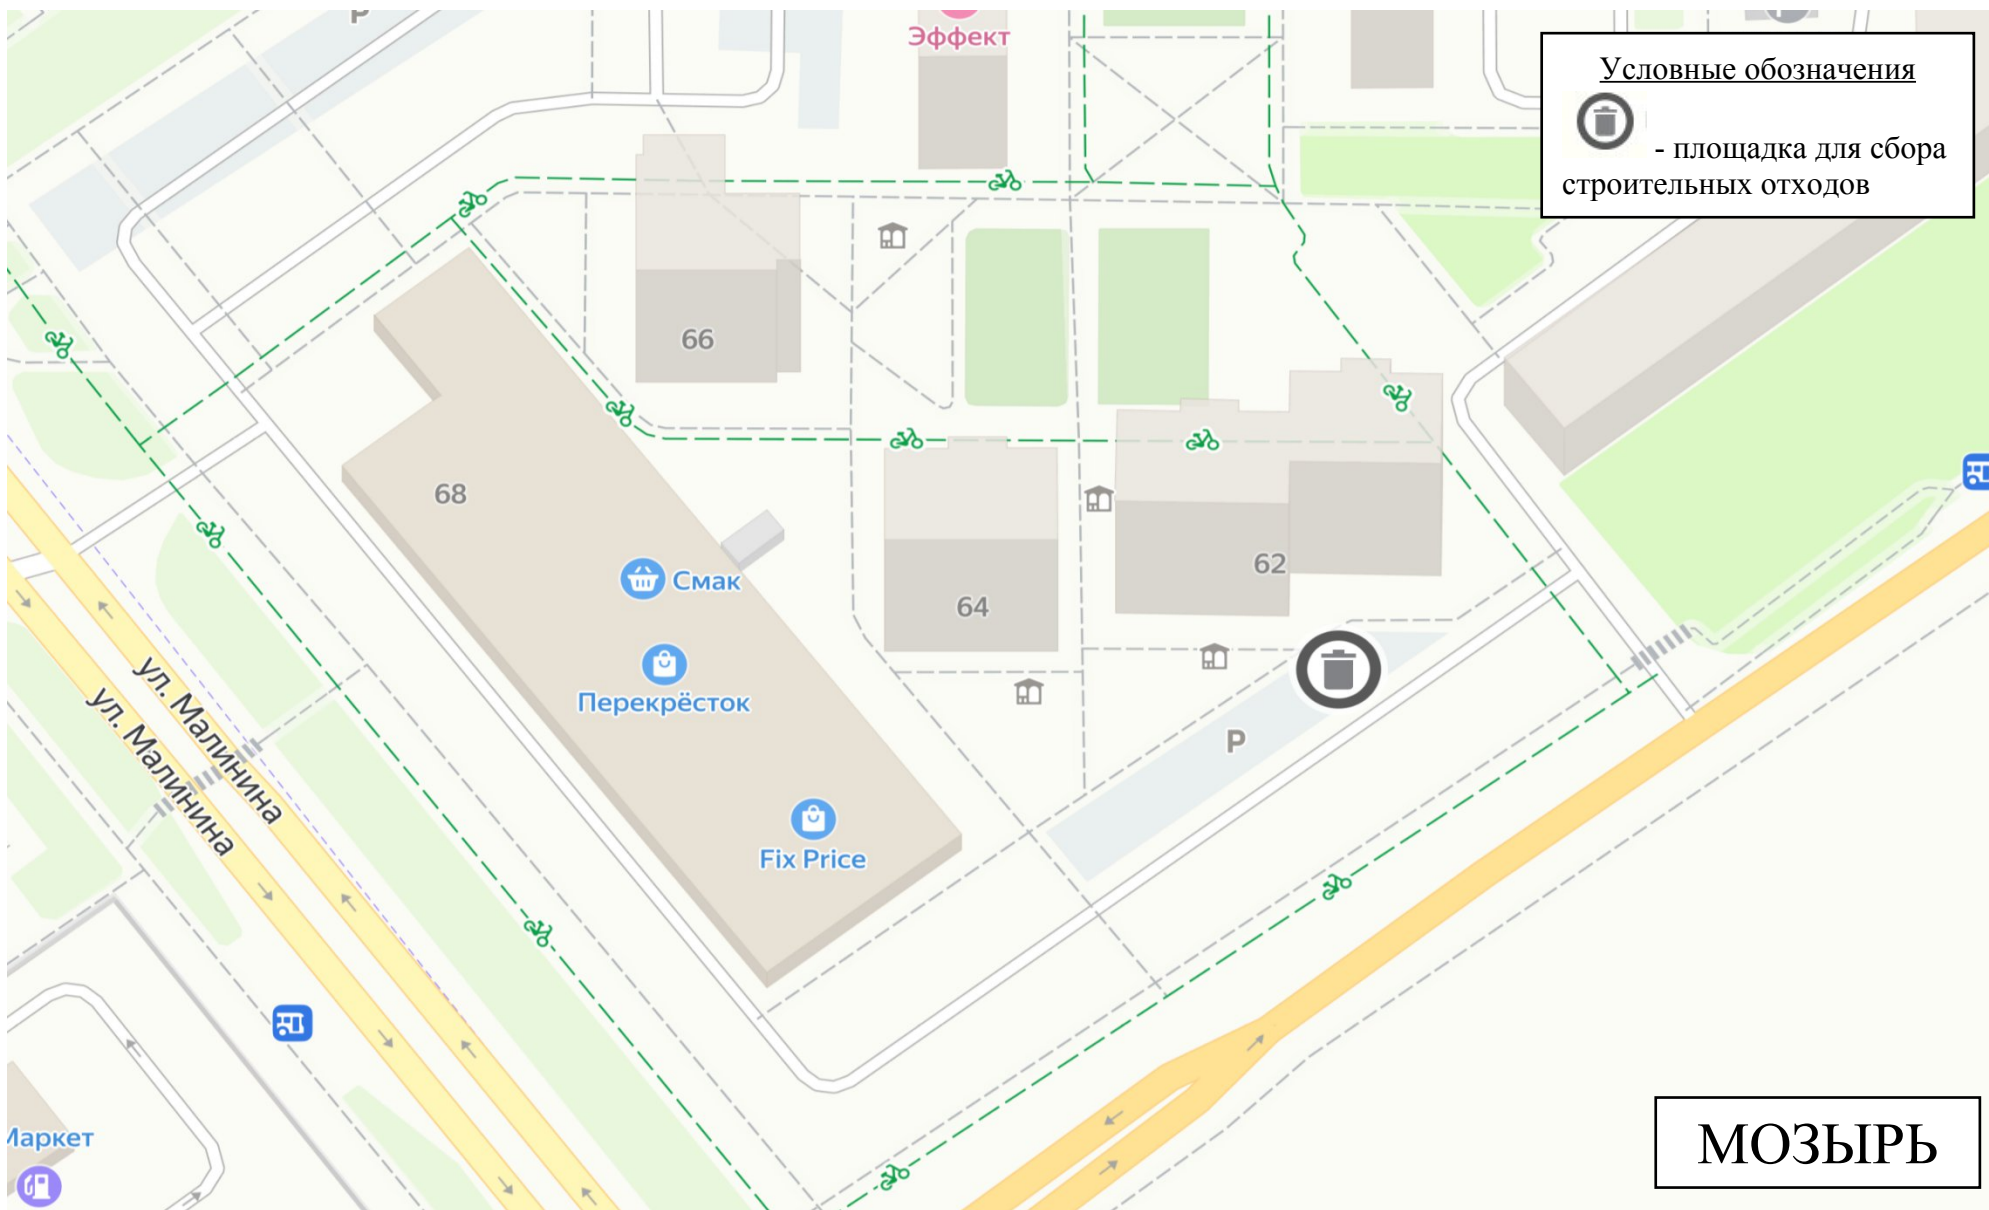 Р
Эффект
Условные обозначения
- площадка для сбора
строительных отходов
66
68
Смак
62
64
Перекрёсток
ул. Малинина
ул. Малинина
Р
Fix Price
Маркет
МОЗЫРЬ